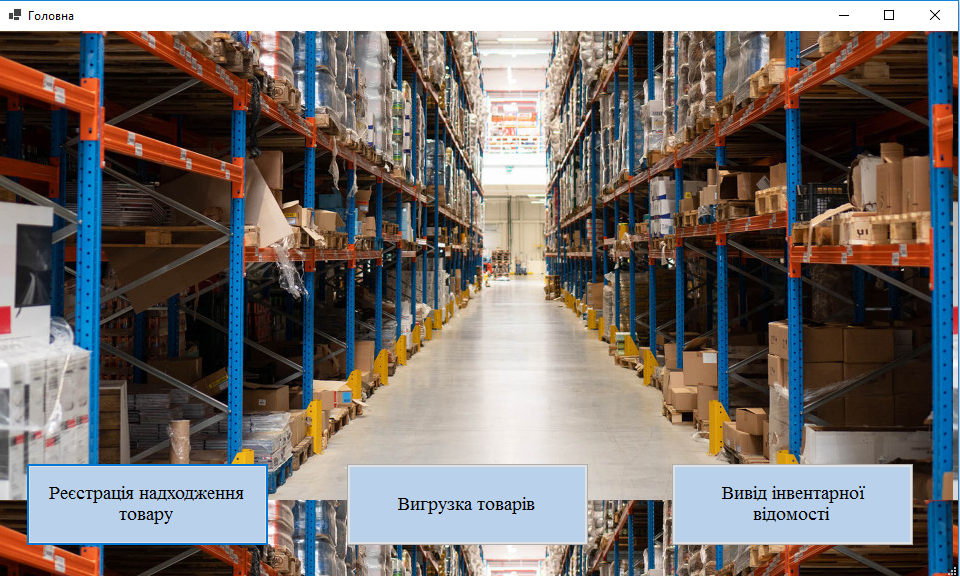 Головна
Реєстрація надходження
товару
Вигрузка товарів
Вивід інвентарної
відомості